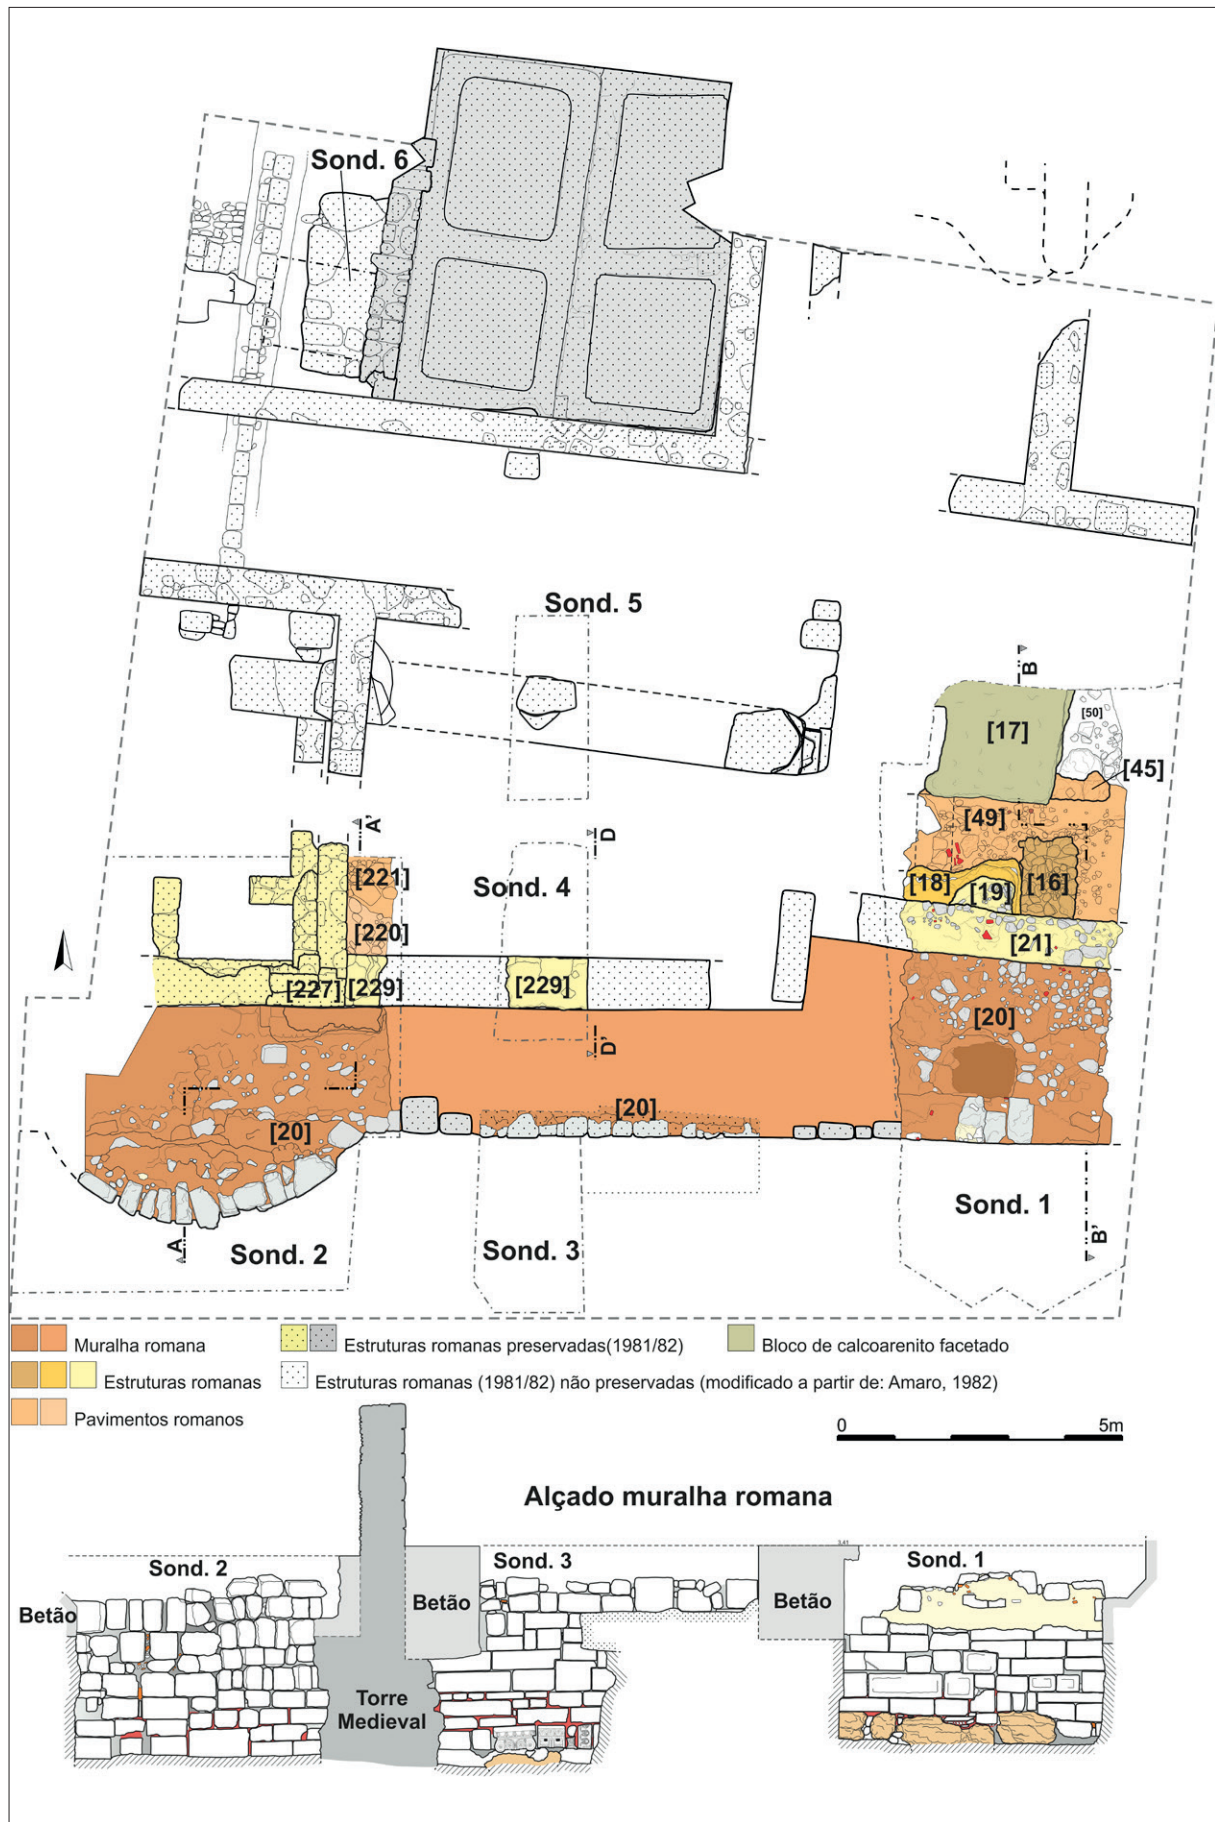 Sond. 6
Sond. 5
B
[17]
[50]
[45]
[49]
A'
D
[221]
Sond. 4
[18]
[19]
[16]
[220]
[21]
[227]
[229]
[229]
[20]
D'
[20]
[20]
Sond. 1
A
Sond. 2
Sond. 3
B'
Muralha romana
Estruturas romanas preservadas(1981/82)
Bloco de calcoarenito facetado
Estruturas romanas
Estruturas romanas (1981/82) não preservadas (modificado a partir de: Amaro, 1982)
Pavimentos romanos
0
5m
Alçado muralha romana
Sond. 2
Sond. 3
3,41
Sond. 1
Betão
Betão
Betão
Torre
Medieval